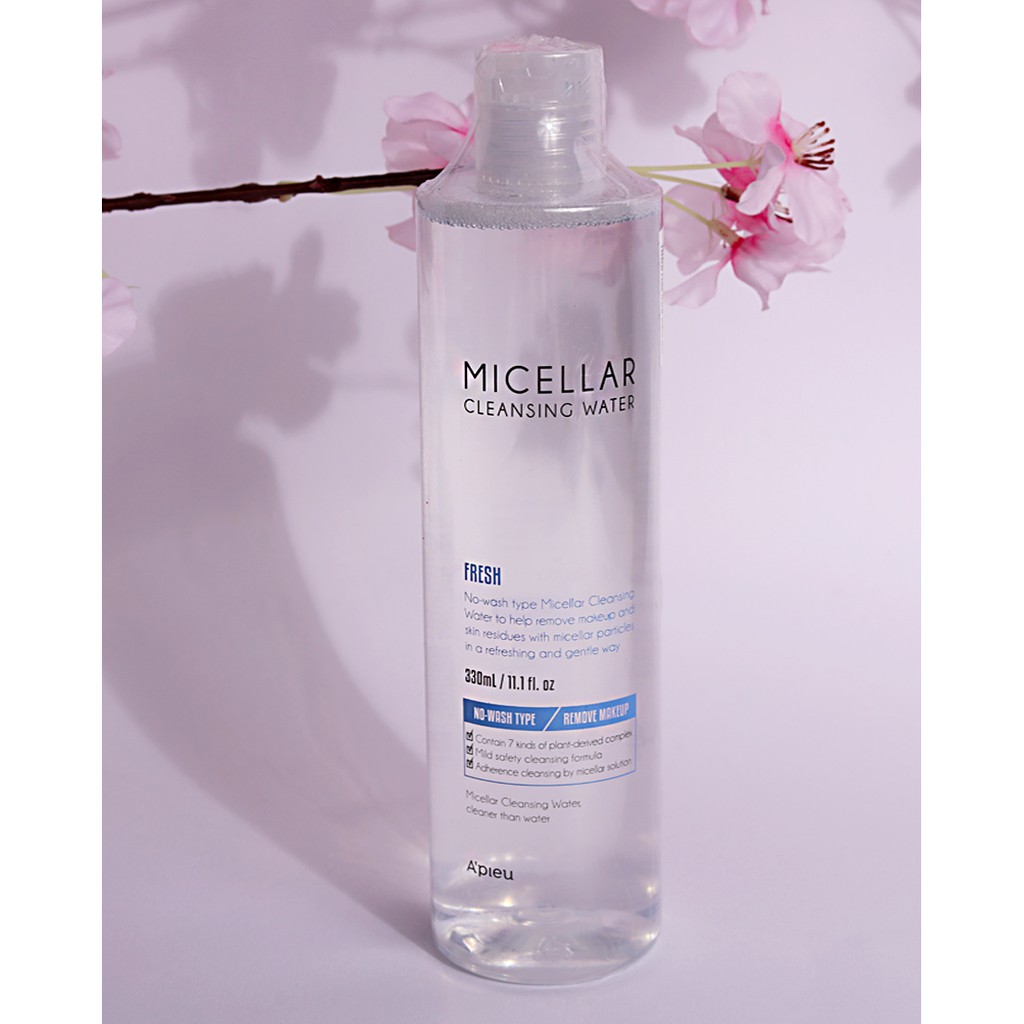 MICELLAR
CLEANSING WATER
FRESH
No-wash type Micellar Cleansing
Water to help remove makeup and
skin residues with micellar particles
in a refreshing and gentle way
330mL / 11.1 fl. oz
NO-WASH TYPE / REMOVE MAKEUP
Contain 7 kinds of plant-derived complex
Mild safety cleansing formula
Adherence cleansing by micellar solution
Micellar Cleansing Water,
cleaner than water
A'pieu